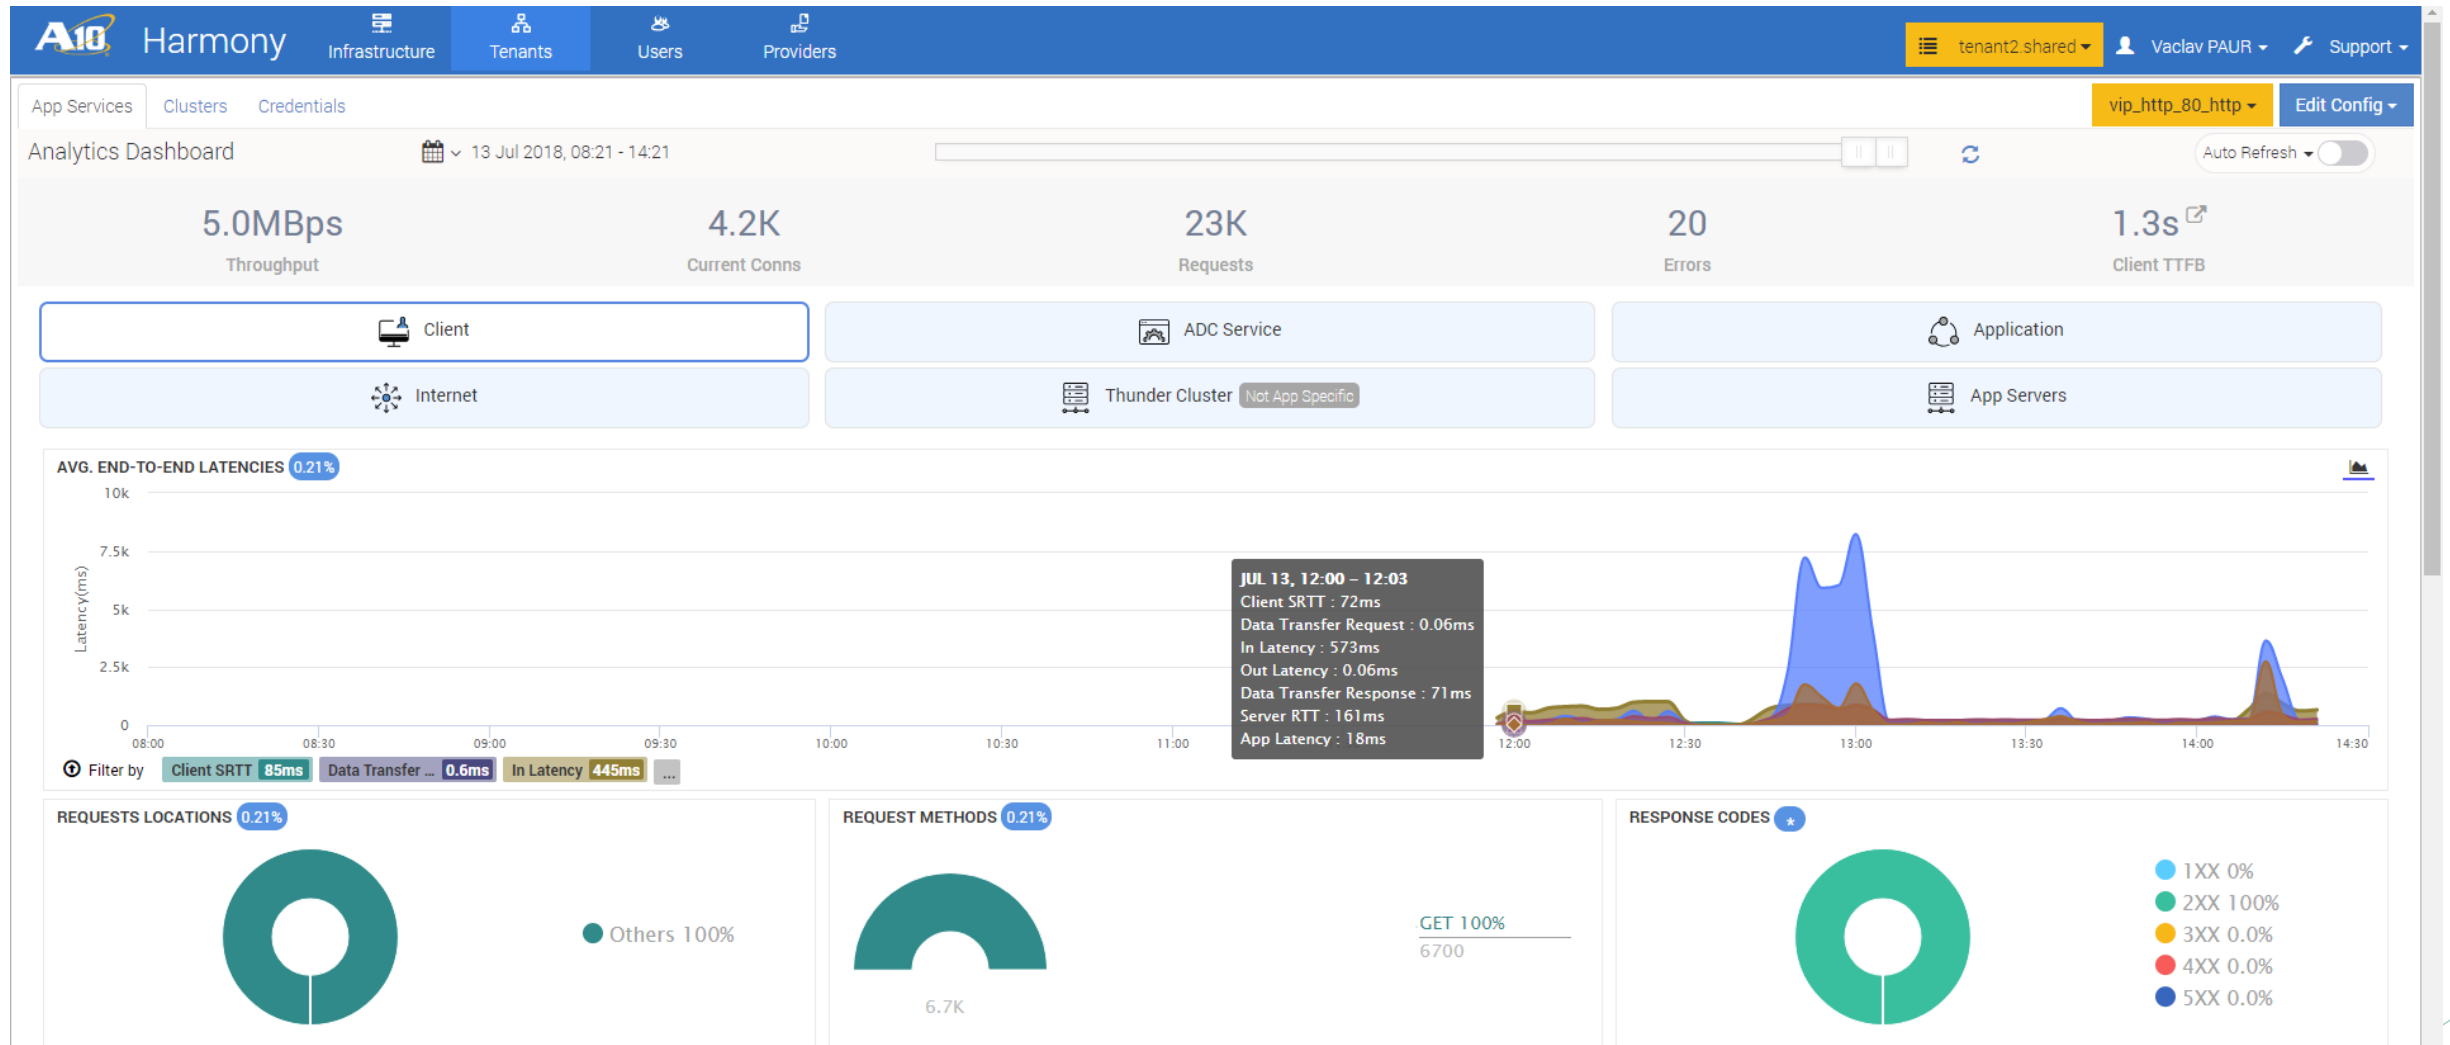 A10 Harmony Infrastructure Tenants Users Providers tenant2.shared Vaclav PAUR Support
App Services Clusters Credentials vip_http_80_http Edit Config
Analytics Dashboard 13 Jul 2018, 08:21 - 14:21 Auto Refresh
5.0MBps 4.2K 23K 20 1.3s
Throughput Current Conns Requests Errors Client TTFB
Client ADC Service Application
Internet Thunder Cluster Not App Specific App Servers
AVG. END-TO-END LATENCIES 0.21%
10k
7.5k
5k
2.5k
0
Latency(ms)
JUL 13, 12:00 – 12:03
Client SRTT : 72ms
Data Transfer Request : 0.06ms
In Latency : 573ms
Out Latency : 0.06ms
Data Transfer Response : 71ms
Server RTT : 161ms
App Latency : 18ms
08:00 08:30 09:00 09:30 10:00 10:30 11:00 12:00 12:30 13:00 13:30 14:00 14:30
Filter by Client SRTT 85ms Data Transfer ... 0.6ms In Latency 445ms ...
REQUESTS LOCATIONS 0.21% REQUEST METHODS 0.21% RESPONSE CODES *
Others 100%
GET 100%
6700
6.7K
1XX 0%
2XX 100%
3XX 0.0%
4XX 0.0%
5XX 0.0%